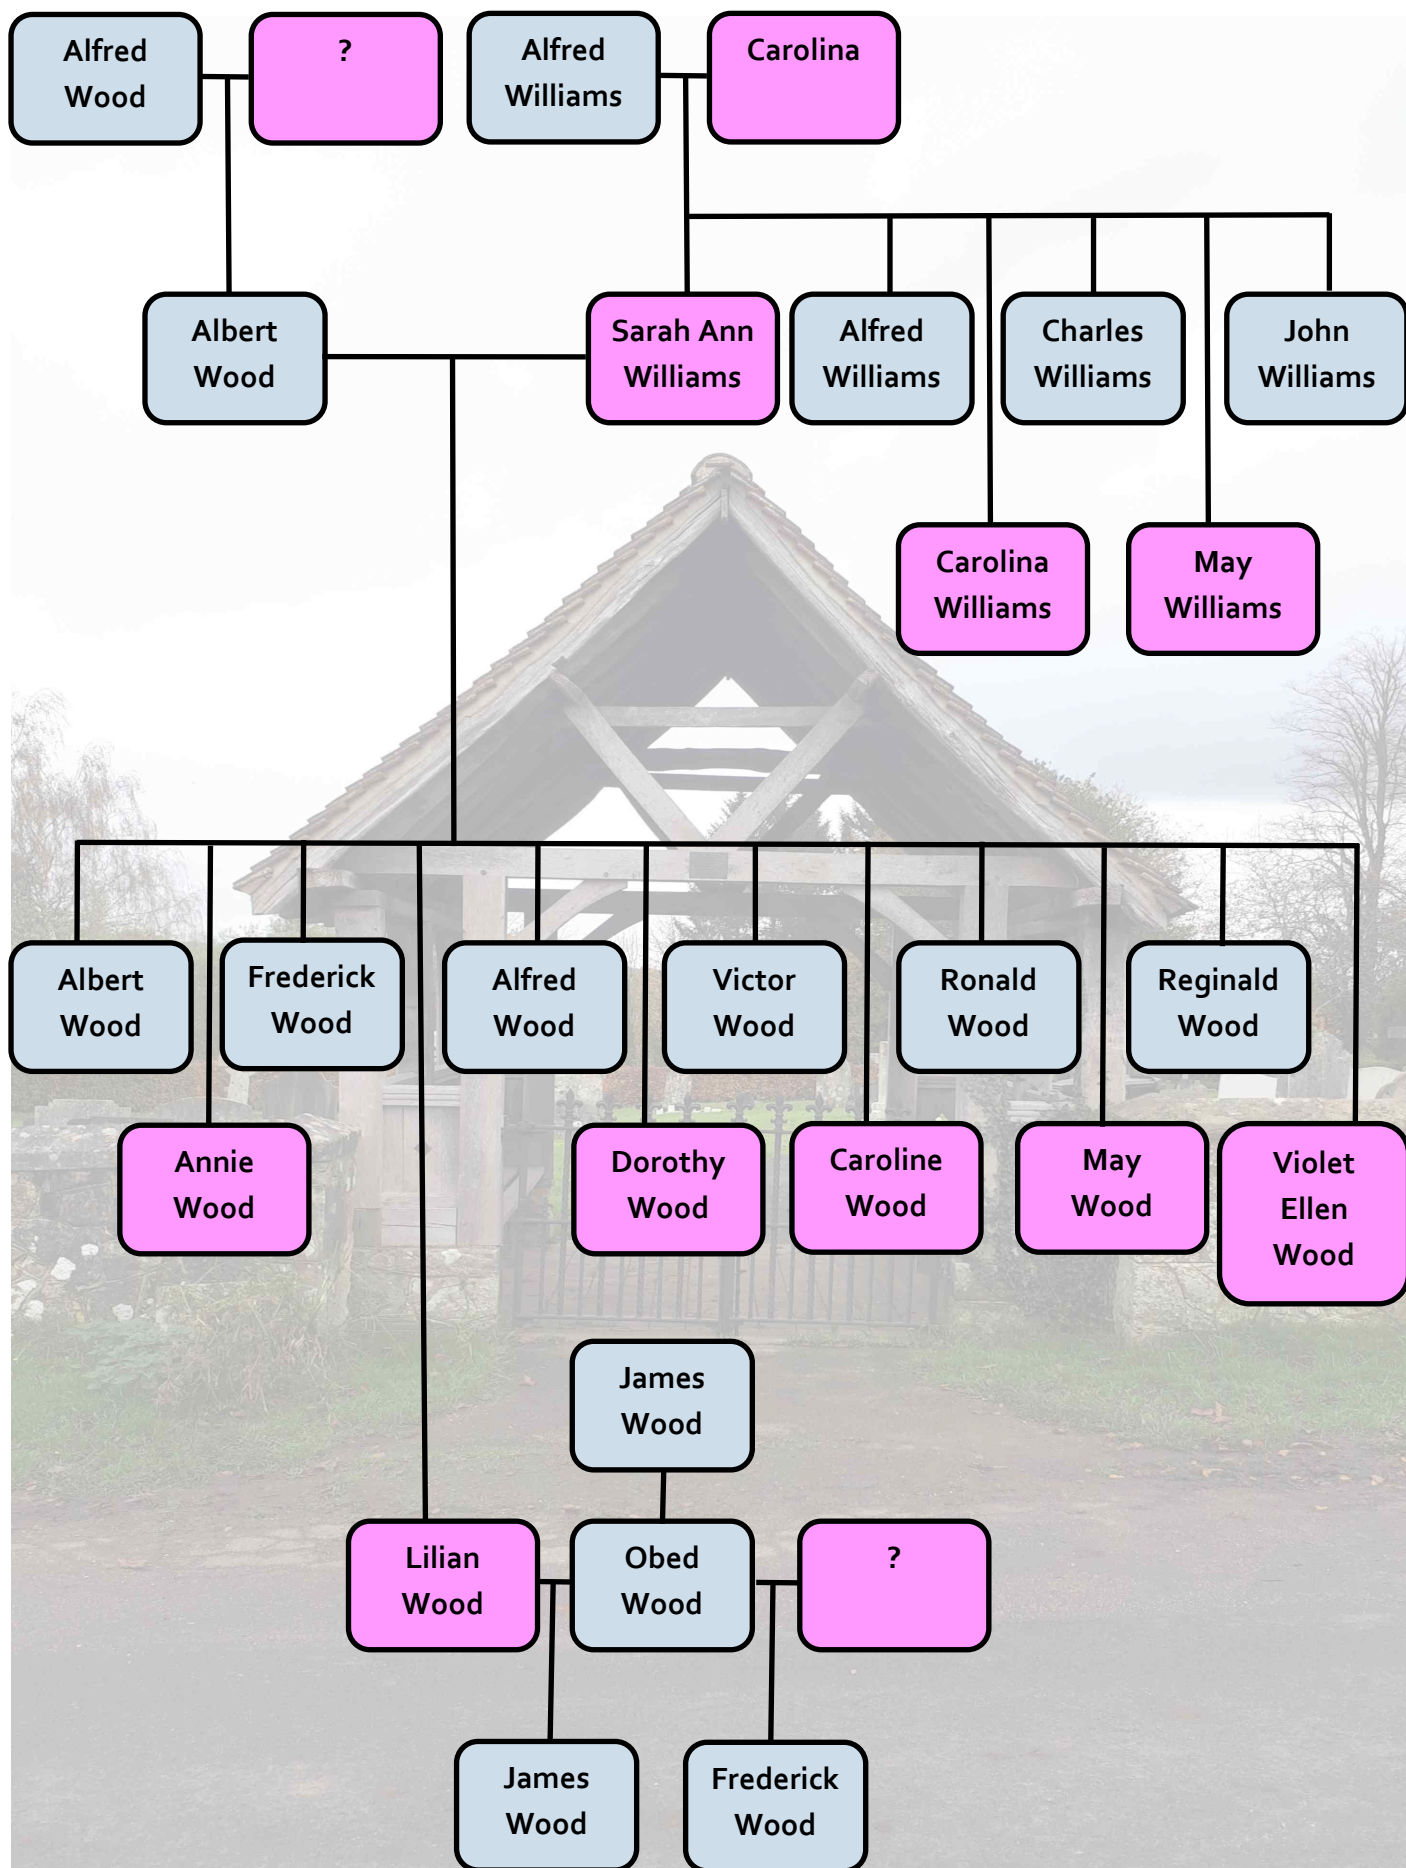 Alfred
Wood
?
Alfred
Williams
Carolina
Albert
Wood
Sarah Ann
Williams
Alfred
Williams
Charles
Williams
John
Williams
Carolina
Williams
May
Williams
Albert
Wood
Frederick
Wood
Alfred
Wood
Victor
Wood
Ronald
Wood
Reginald
Wood
Annie
Wood
Dorothy
Wood
Caroline
Wood
May
Wood
Violet
Ellen
Wood
James
Wood
Lilian
Wood
Obed
Wood
?
James
Wood
Frederick
Wood